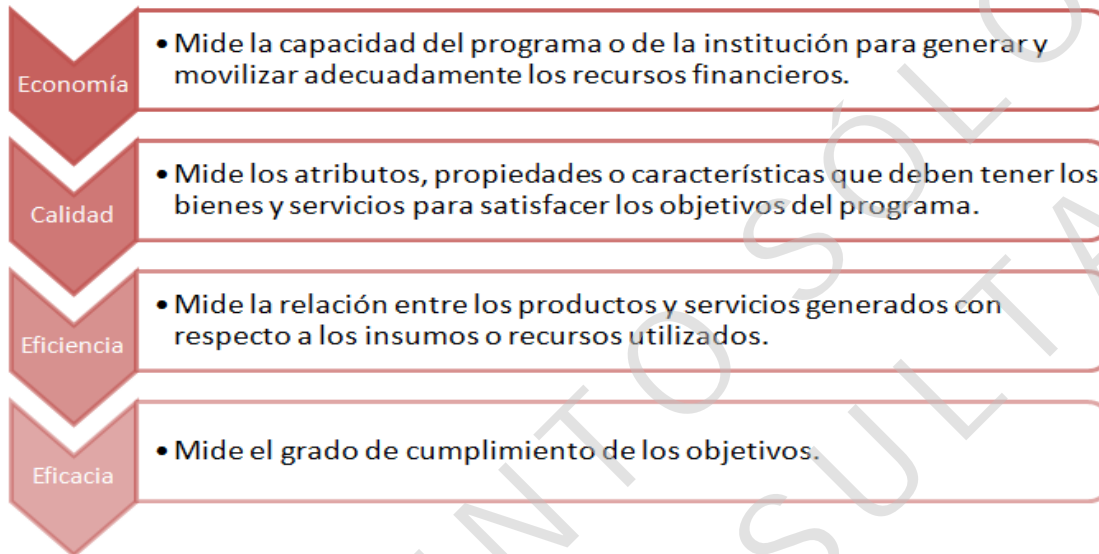 Economía
• Mide la capacidad del programa o de la institución para generar y
movilizar adecuadamente los recursos financieros.
Calidad
• Mide los atributos, propiedades o características que deben tener los
bienes y servicios para satisfacer los objetivos del programa.
Eficiencia
• Mide la relación entre los productos y servicios generados con
respecto a los insumos o recursos utilizados.
Eficacia
• Mide el grado de cumplimiento de los objetivos.
NTO SÓLO
SULTA